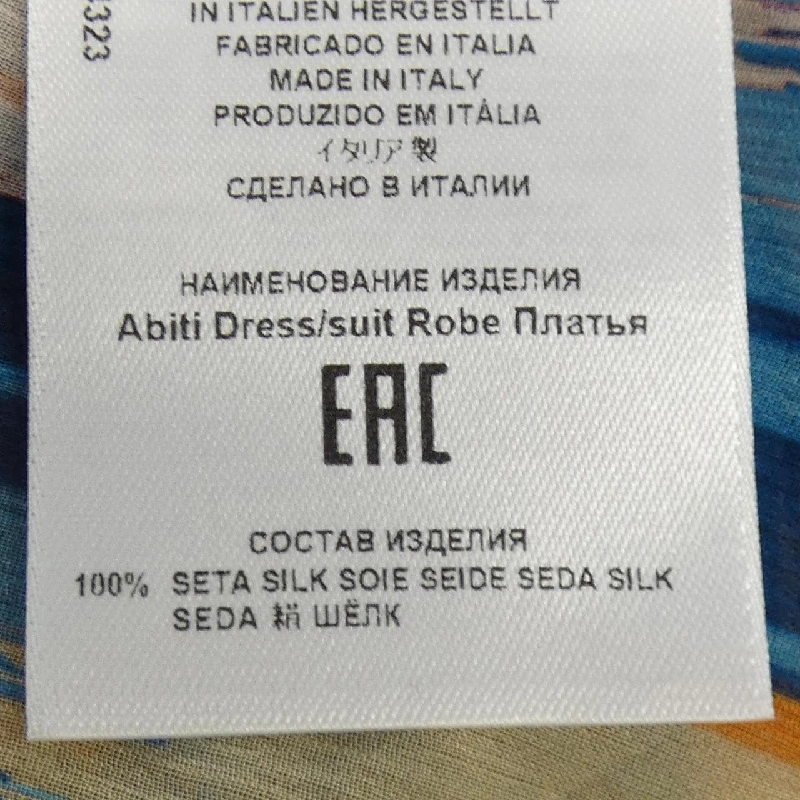 323
IN ITALIEN HERGESTELLT
FABRICADO EN ITALIA
MADE IN ITALY
PRODUZIDO EM ITÁLIA
イタリア製
СДЕЛАНО В ИТАЛИИ
НАИМЕНОВАНИЕ ИЗДЕЛИЯ
Abiti Dress/suit Robe Платья
EAC
СОСТАВ ИЗДЕЛИЯ
100% SETA SILK SOIE SEIDE SEDA SILK
SEDA 絹 ШЁЛК